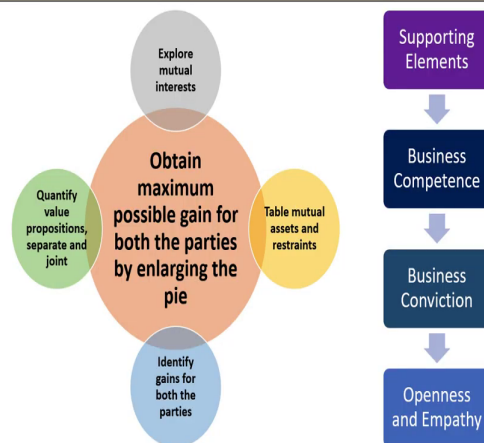 Explore
mutual
interests
Obtain
maximum
possible gain for
both the parties
by enlarging the
pie
Quantify
value
propositions,
separate and
joint
Table mutual
assets and
restraints
Identify
gains for
both the
parties
Supporting
Elements
Business
Competence
Business
Conviction
Openness
and Empathy